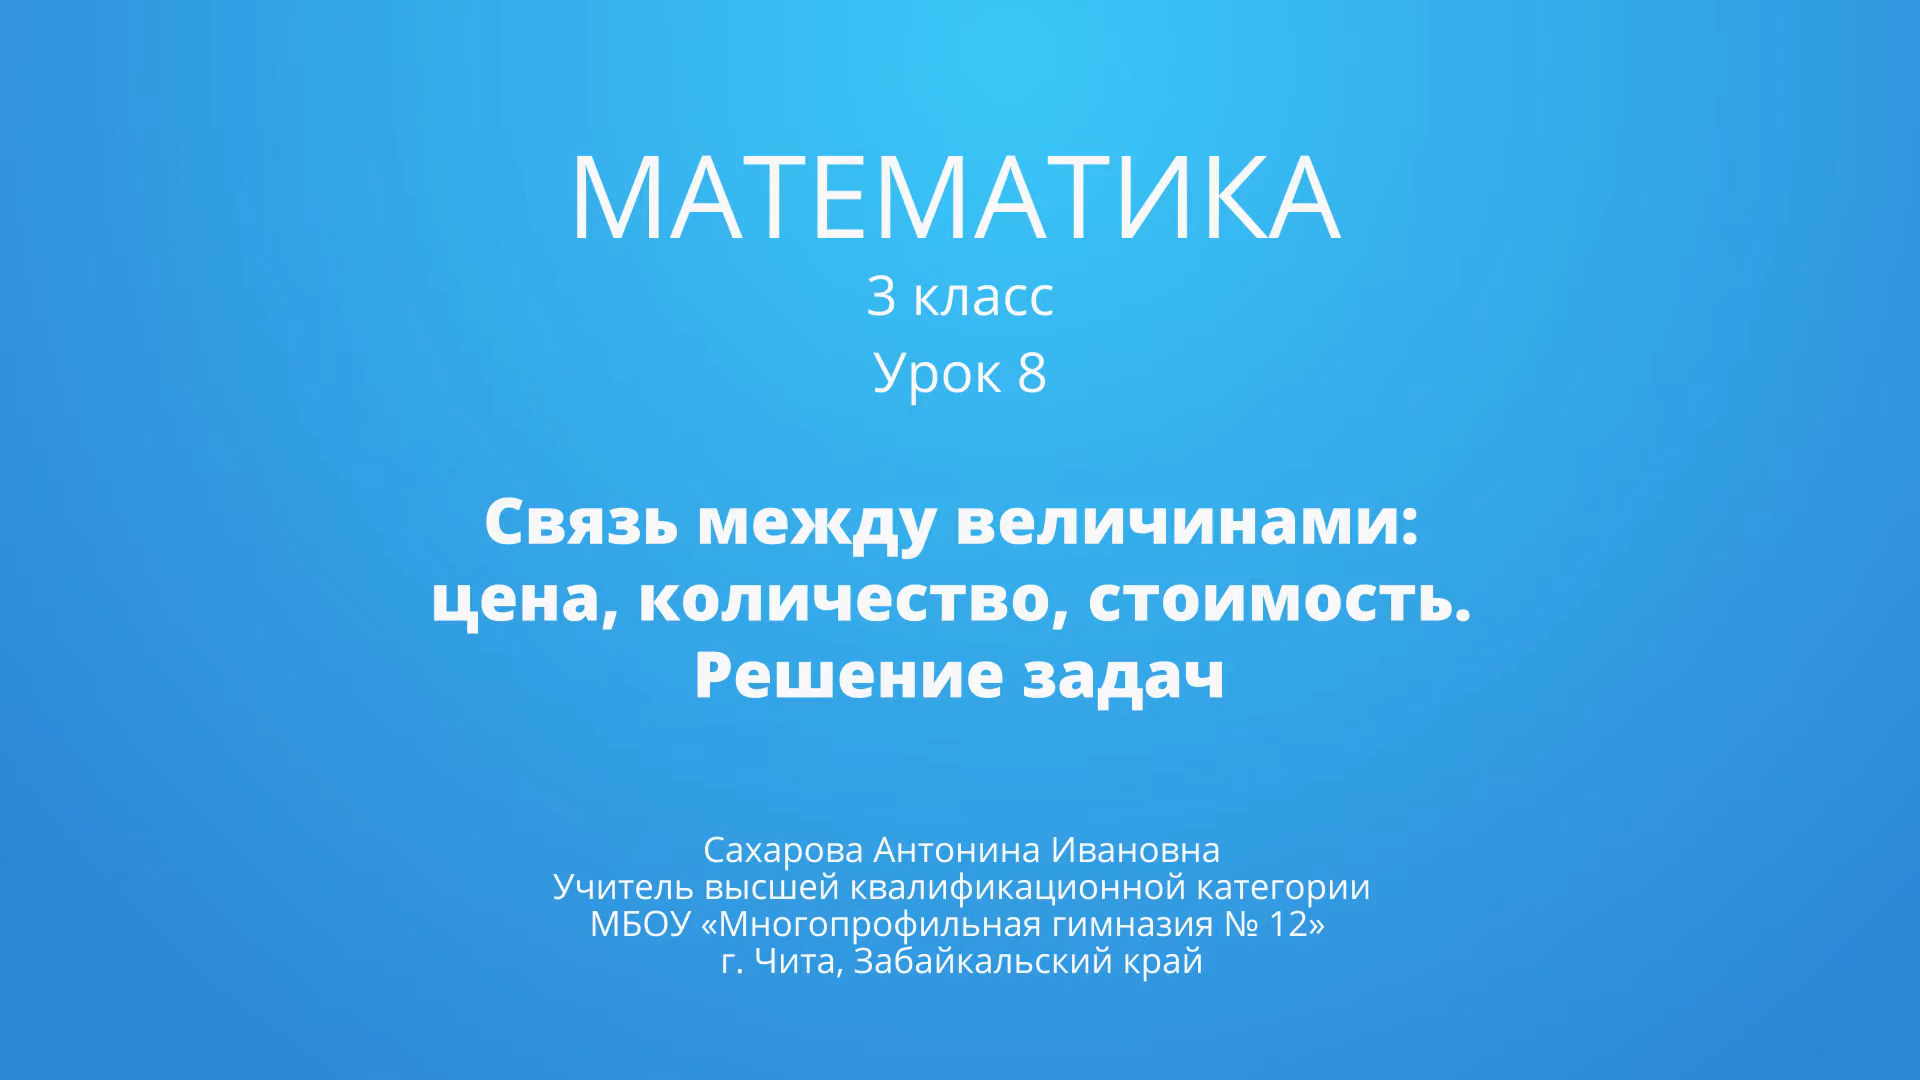 МАТЕМАТИКА
3 класс
Урок 8
Связь между величинами:
цена, количество, стоимость.
Решение задач
Сахарова Антонина Ивановна
Учитель высшей квалификационной категории
МБОУ «Многопрофильная гимназия № 12»
г. Чита, Забайкальский край